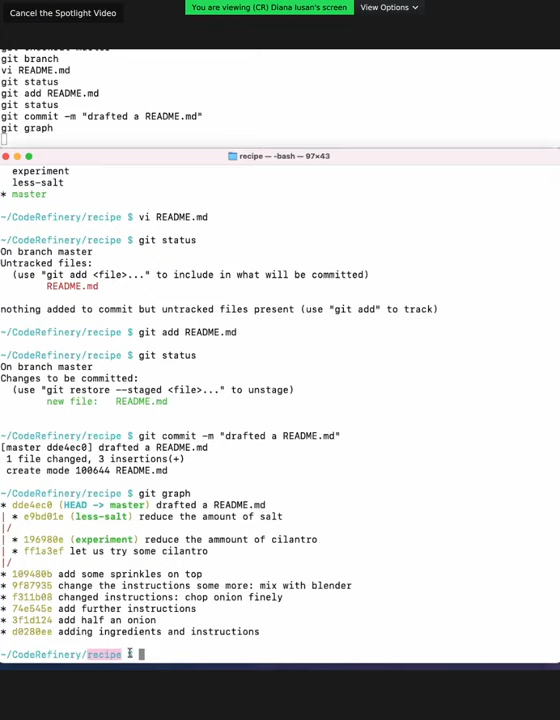 Cancel the Spotlight Video
You are viewing (CR) Diana Iusan's screen
View Options
git branch
vi README.md
git status
git add README.md
git status
git commit -m "drafted a README.md"
git graph
recipe — -bash — 97×43
experiment
less-salt
* master
~/CodeRefinery/recipe $ vi README.md
~/CodeRefinery/recipe $ git status
On branch master
Untracked files:
(use "git add <file>..." to include in what will be committed)
README.md
nothing added to commit but untracked files present (use "git add" to track)
~/CodeRefinery/recipe $ git add README.md
~/CodeRefinery/recipe $ git status
On branch master
Changes to be committed:
(use "git restore --staged <file>..." to unstage)
new file:   README.md
~/CodeRefinery/recipe $ git commit -m "drafted a README.md"
[master dde4ec0] drafted a README.md
1 file changed, 3 insertions(+)
create mode 100644 README.md
~/CodeRefinery/recipe $ git graph
* dde4ec0 (HEAD -> master) drafted a README.md
| * e9bd01e (less-salt) reduce the amount of salt
|/
| * 196980e (experiment) reduce the ammount of cilantro
| * ff1a3ef let us try some cilantro
|/
* 109480b add some sprinkles on top
* 9f87935 change the instructions some more: mix with blender
* f311b08 changed instructions: chop onion finely
* 74e545e add further instructions
* 3f1d124 add half an onion
* d0280ee adding ingredients and instructions
~/CodeRefinery/recipe